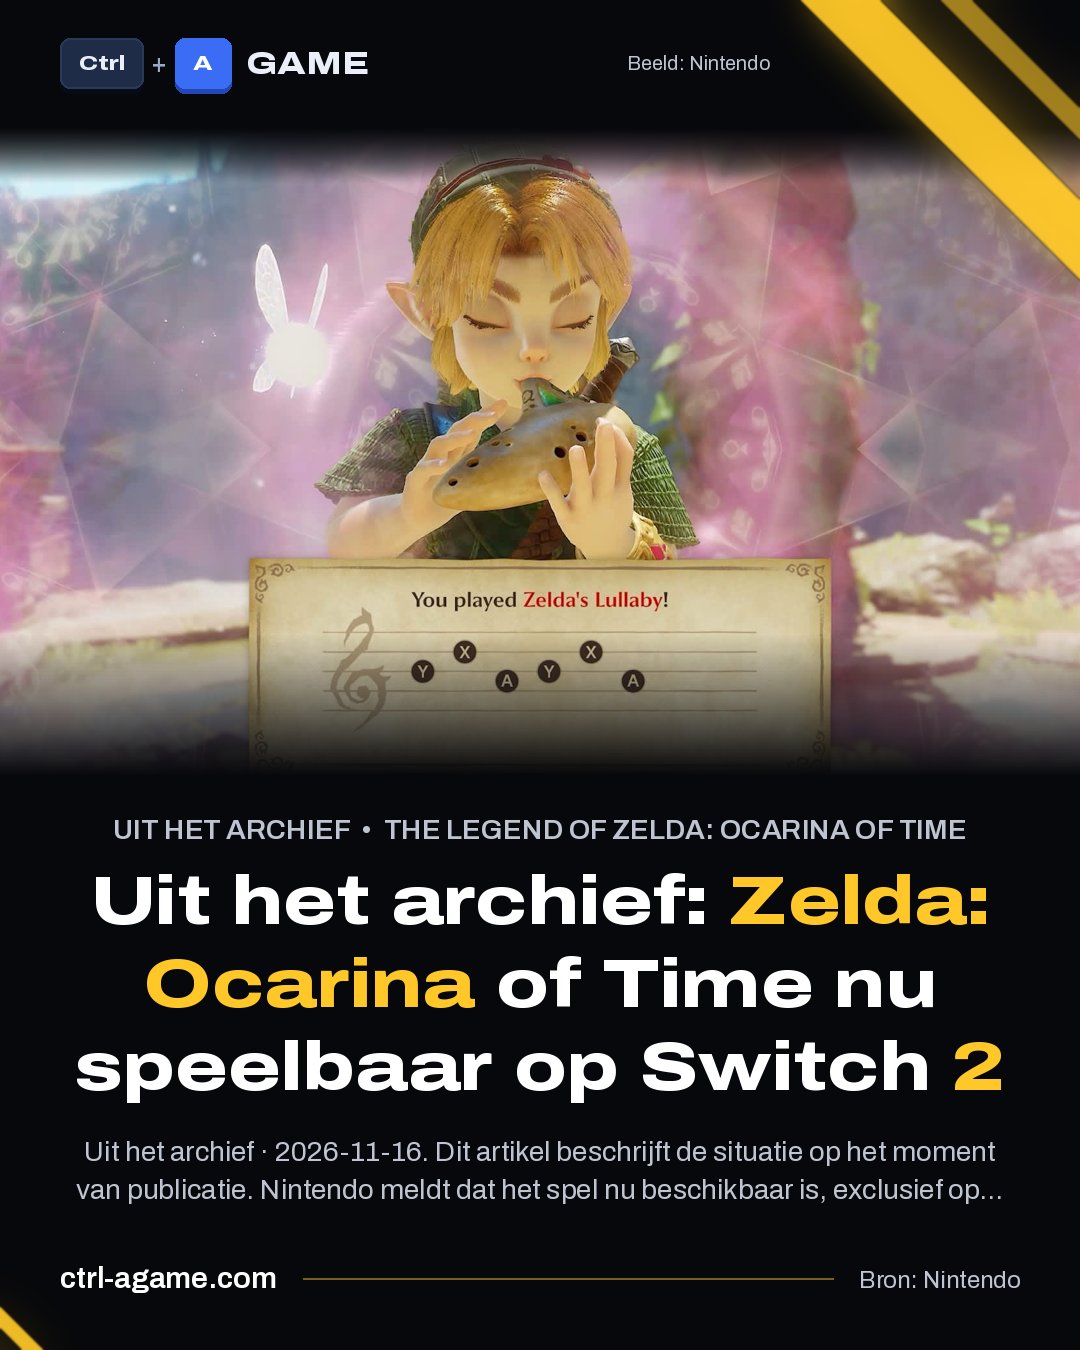 Ctrl + A GAME
Beeld: Nintendo
You played Zelda's Lullaby!
Y X A Y X A
UIT HET ARCHIEF • THE LEGEND OF ZELDA: OCARINA OF TIME
Uit het archief: Zelda:
Ocarina of Time nu
speelbaar op Switch 2
Uit het archief · 2026-11-16. Dit artikel beschrijft de situatie op het moment
van publicatie. Nintendo meldt dat het spel nu beschikbaar is, exclusief op...
ctrl-agame.com
Bron: Nintendo